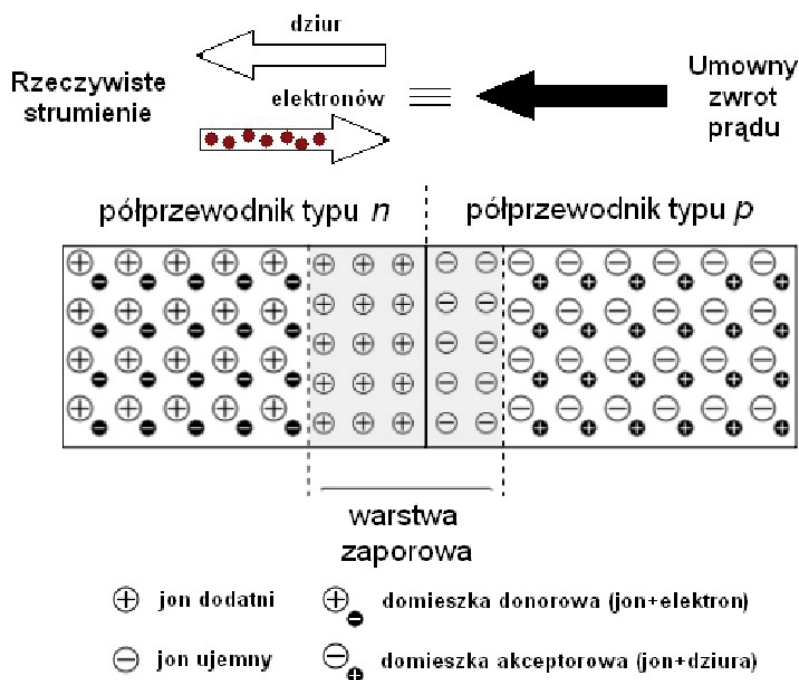 dziur
Rzeczywiste
strumienie
elektronów
Umowny
zwrot
prądu
półprzewodnik typu n
półprzewodnik typu p
warstwa
zaporowa
jon dodatni
domieszka donorowa (jon+elektron)
jon ujemny
domieszka akceptorowa (jon+dziura)